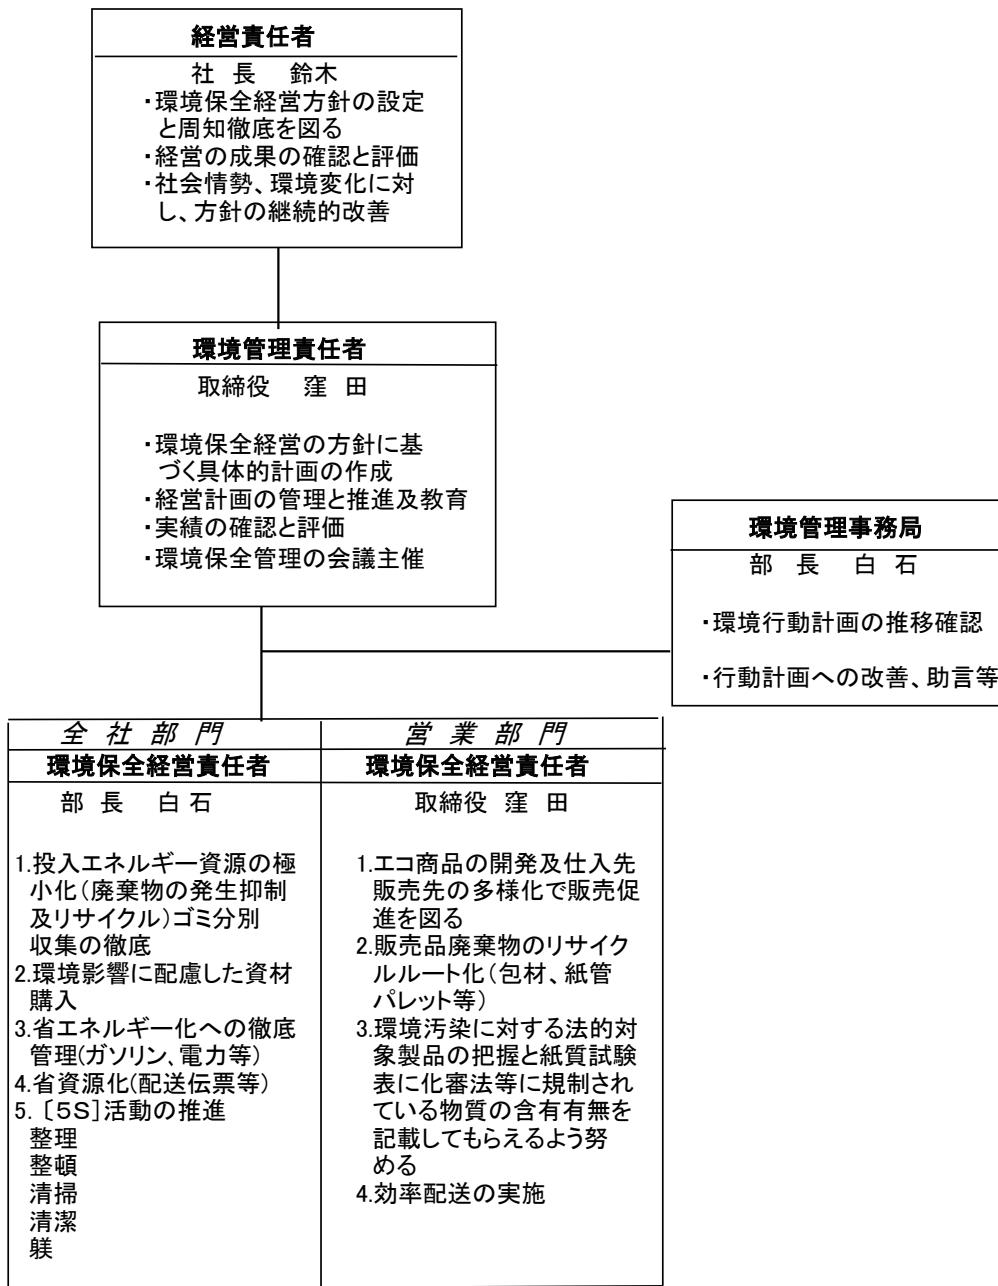 経営責任者
社 長 鈴木
・環境保全経営方針の設定
と周知徹底を図る
・経営の成果の確認と評価
・社会情勢、環境変化に対
し、方針の継続的改善
環境管理責任者
取締役 窪 田
・環境保全経営の方針に基
づく具体的計画の作成
・経営計画の管理と推進及教育
・実績の確認と評価
・環境保全管理の会議主催
環境管理事務局
部 長 白 石
・環境行動計画の推移確認
・行動計画への改善、助言等
全 社 部 門
環境保全経営責任者
部 長 白 石
1.投入エネルギー資源の極
小化(廃棄物の発生抑制
及リサイクル)ゴミ分別
収集の徹底
2.環境影響に配慮した資材
購入
3.省エネルギー化への徹底
管理(ガソリン、電力等)
4.省資源化(配送伝票等)
5.〔5S]活動の推進
整理
整頓
清掃
清潔
躾
営 業 部 門
環境保全経営責任者
取締役 窪 田
1.エコ商品の開発及仕入先
販売先の多様化で販売促
進を図る
2.販売品廃棄物のリサイク
ルルート化(包材、紙管
パレット等)
3.環境汚染に対する法的対
象製品の把握と紙質試験
表に化審法等に規制され
ている物質の含有有無を
記載してもらえるよう努
める
4.効率配送の実施